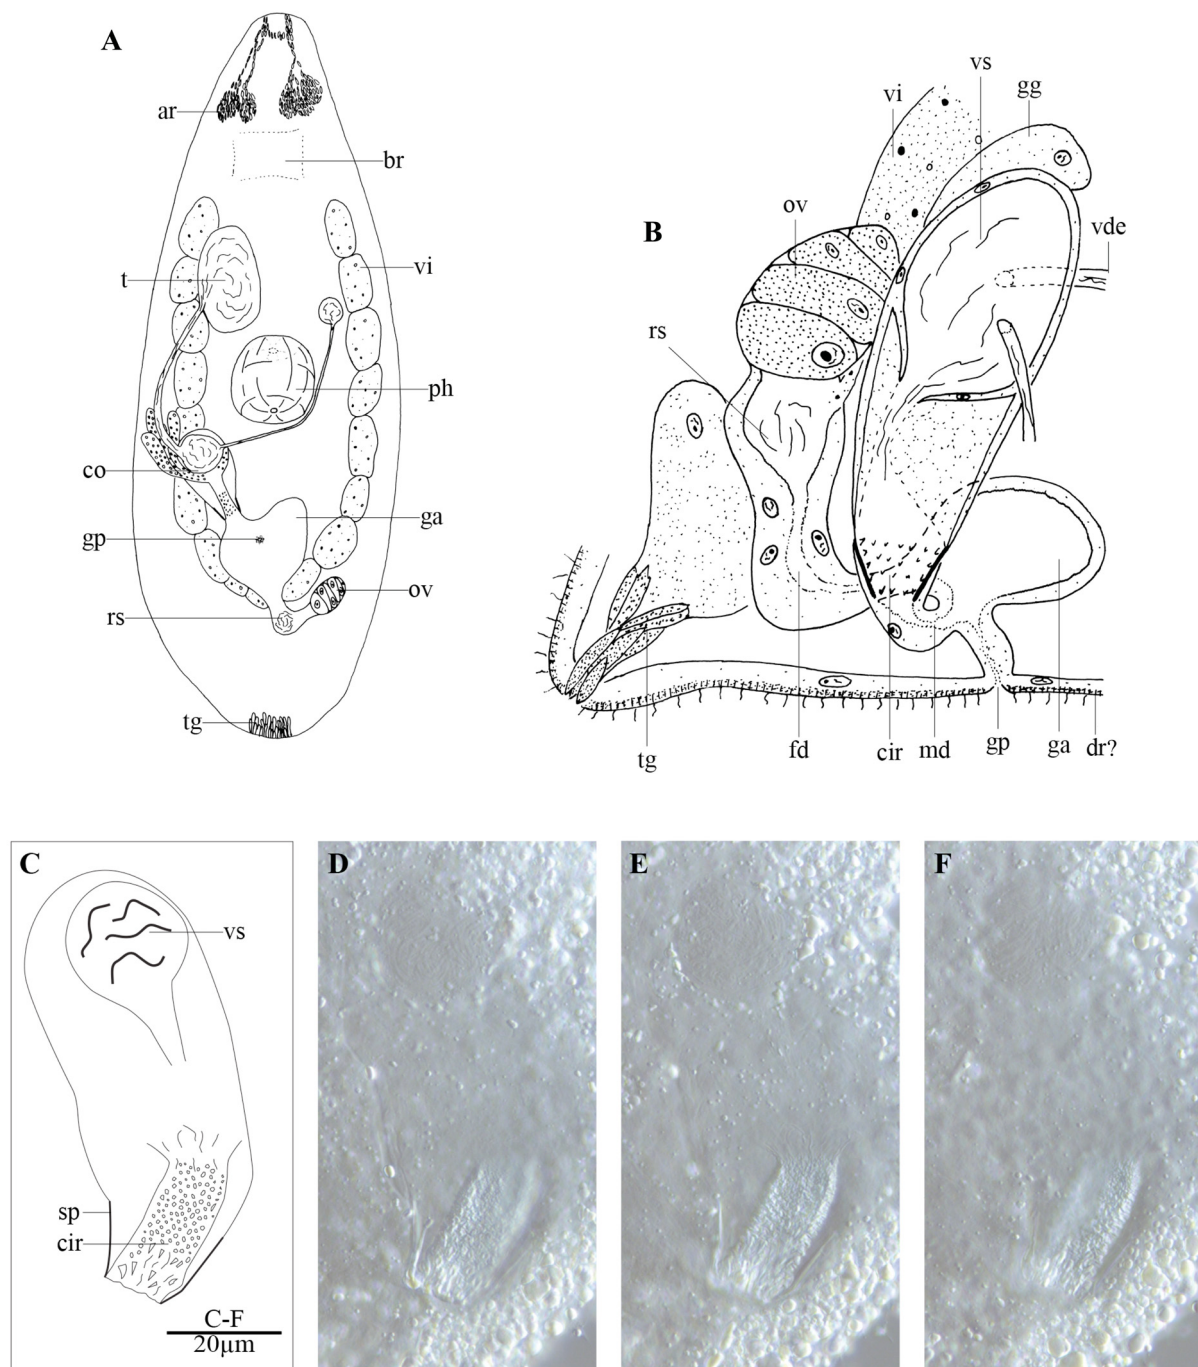 A
ar
br
t
vi
ph
co
ga
gp
ov
rs
tg
B
vs
vi
gg
ov
vde
rs
tg
fd
cir
md
gp
ga
dr?
C
vs
sp
cir
C-F
20µm
D
E
F